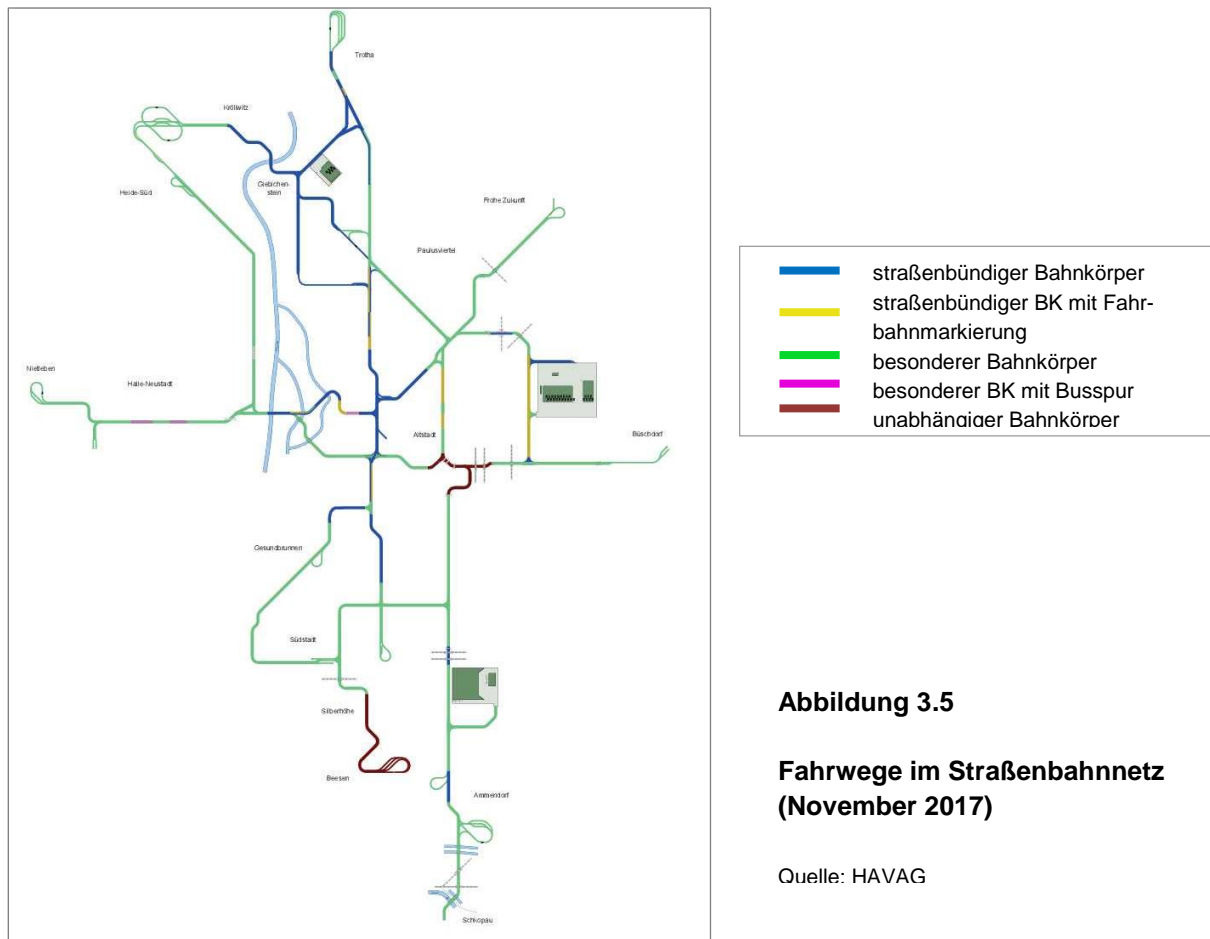 Trotha
Kröllwitz
Heide-Süd
Giebichen-
stein
Frohe Zukunft
Paulusviertel
Nietleben
Halle-Neustadt
Altstadt
Büschdorf
Gesundbrunnen
Südstadt
Silberhöhe
Beesen
Ammendorf
Schkopau
straßenbündiger Bahnkörper
straßenbündiger BK mit Fahr-
bahnmarkierung
besonderer Bahnkörper
besonderer BK mit Busspur
unabhängiger Bahnkörper
Abbildung 3.5
Fahrwege im Straßenbahnnetz
(November 2017)
Quelle: HAVAG